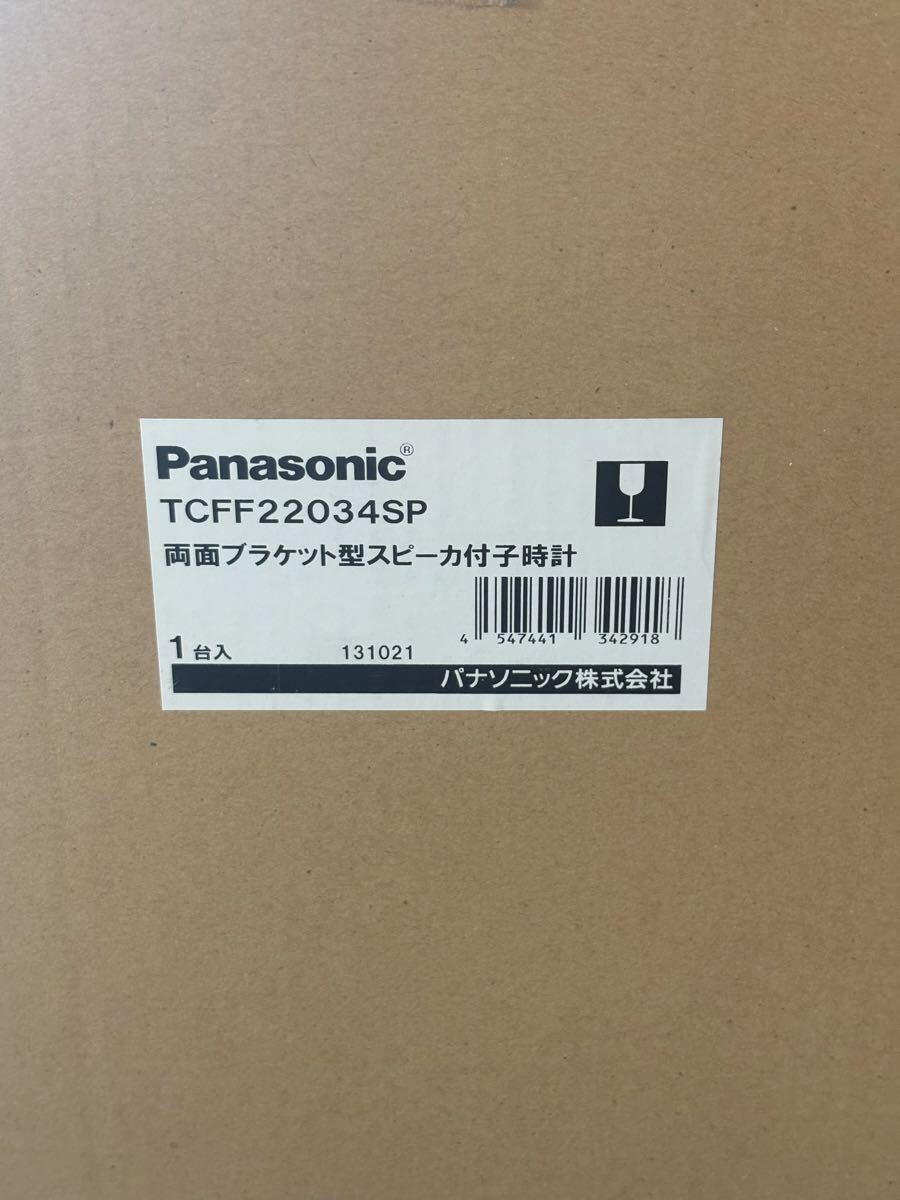 Panasonic®
TCFF22034SP
両面ブラケット型スピーカ付子時計
4 547441 342918
1台入 131021
パナソニック株式会社